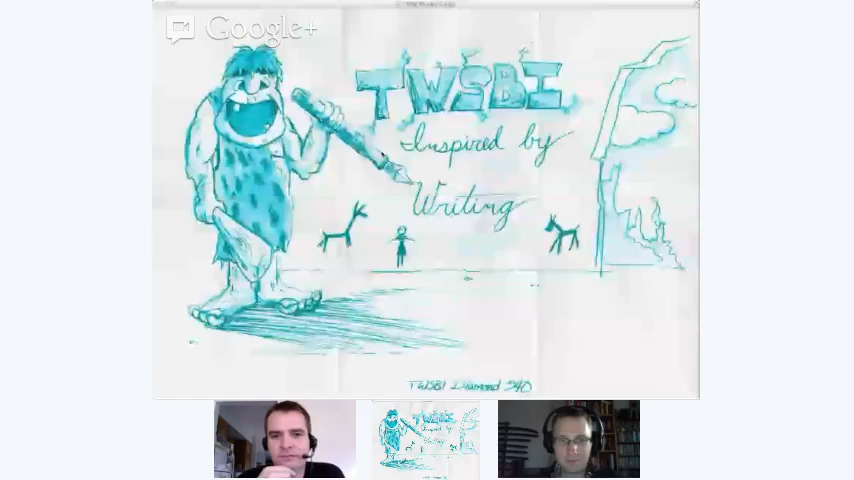 Google+
TWSBI
Inspired by
Writing
TWSBI Diamond 540